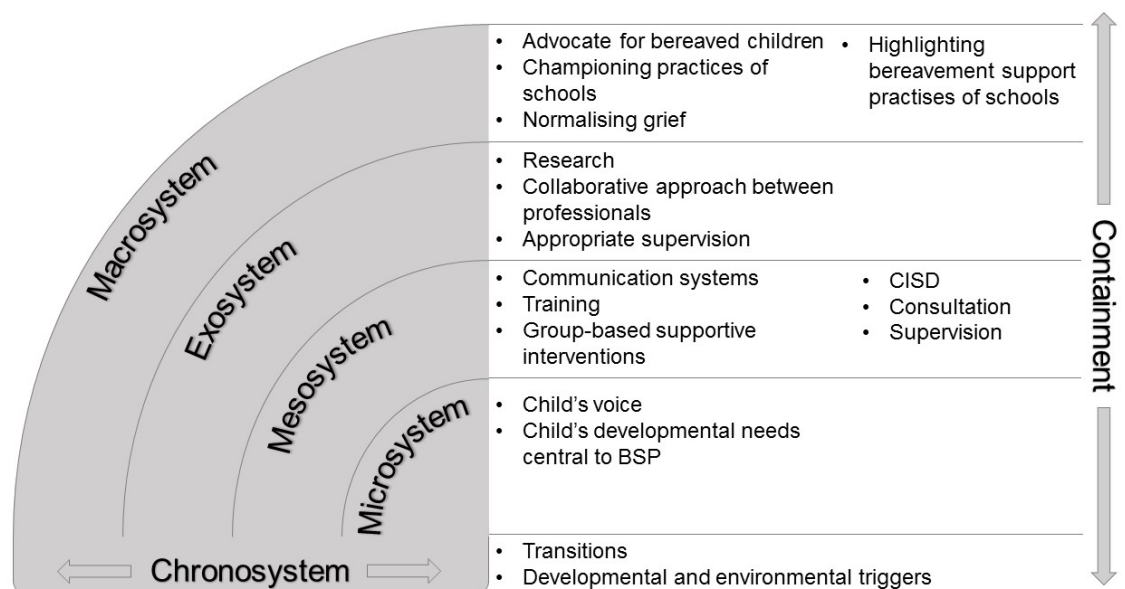 Macrosystem
• Advocate for bereaved children
• Championing practices of
schools
• Normalising grief
• Highlighting
bereavement support
practises of schools
Exosystem
• Research
• Collaborative approach between
professionals
• Appropriate supervision
Mesosystem
• Communication systems
• Training
• Group-based supportive
interventions
• CISD
• Consultation
• Supervision
Microsystem
• Child’s voice
• Child’s developmental needs
central to BSP
Chronosystem
• Transitions
• Developmental and environmental triggers
Containment